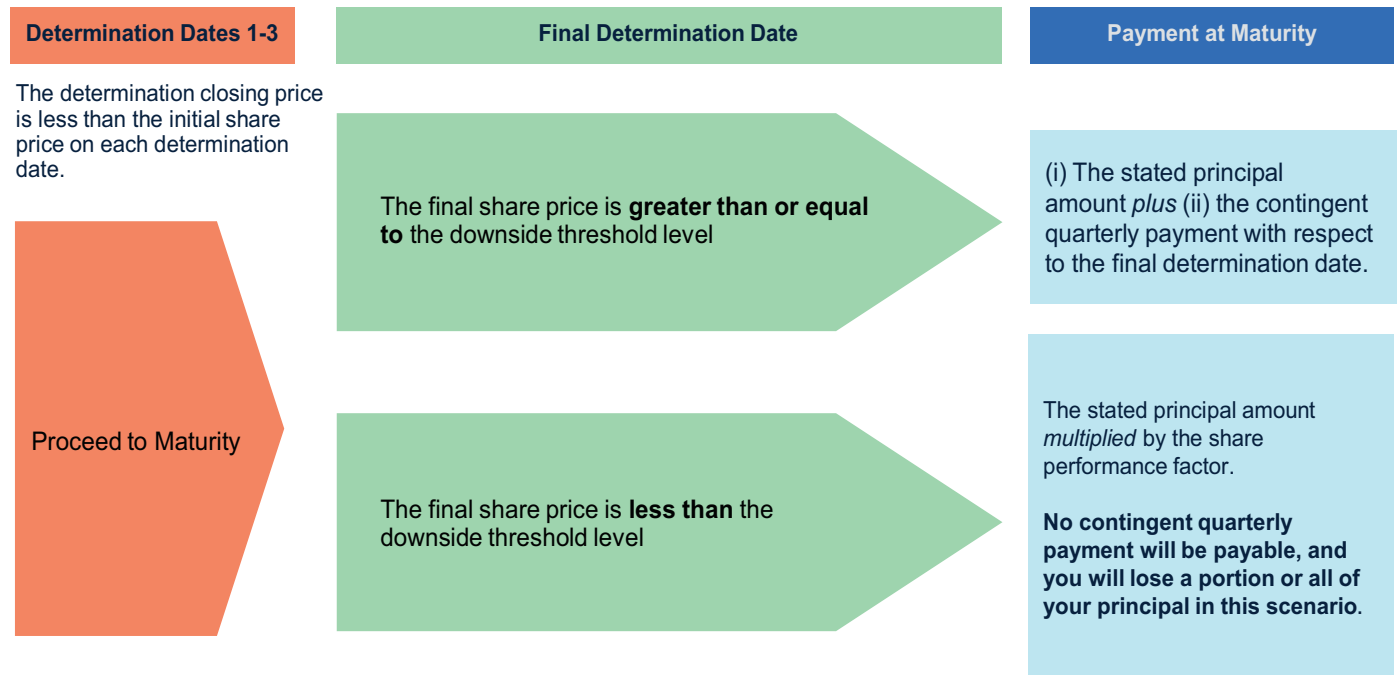 Determination Dates 1-3
Final Determination Date
Payment at Maturity
The determination closing price
is less than the initial share
price on each determination
date.
Proceed to Maturity
The final share price is greater than or equal
to the downside threshold level
(i) The stated principal
amount plus (ii) the contingent
quarterly payment with respect
to the final determination date.
The final share price is less than the
downside threshold level
The stated principal amount
multiplied by the share
performance factor.
No contingent quarterly
payment will be payable, and
you will lose a portion or all of
your principal in this scenario.